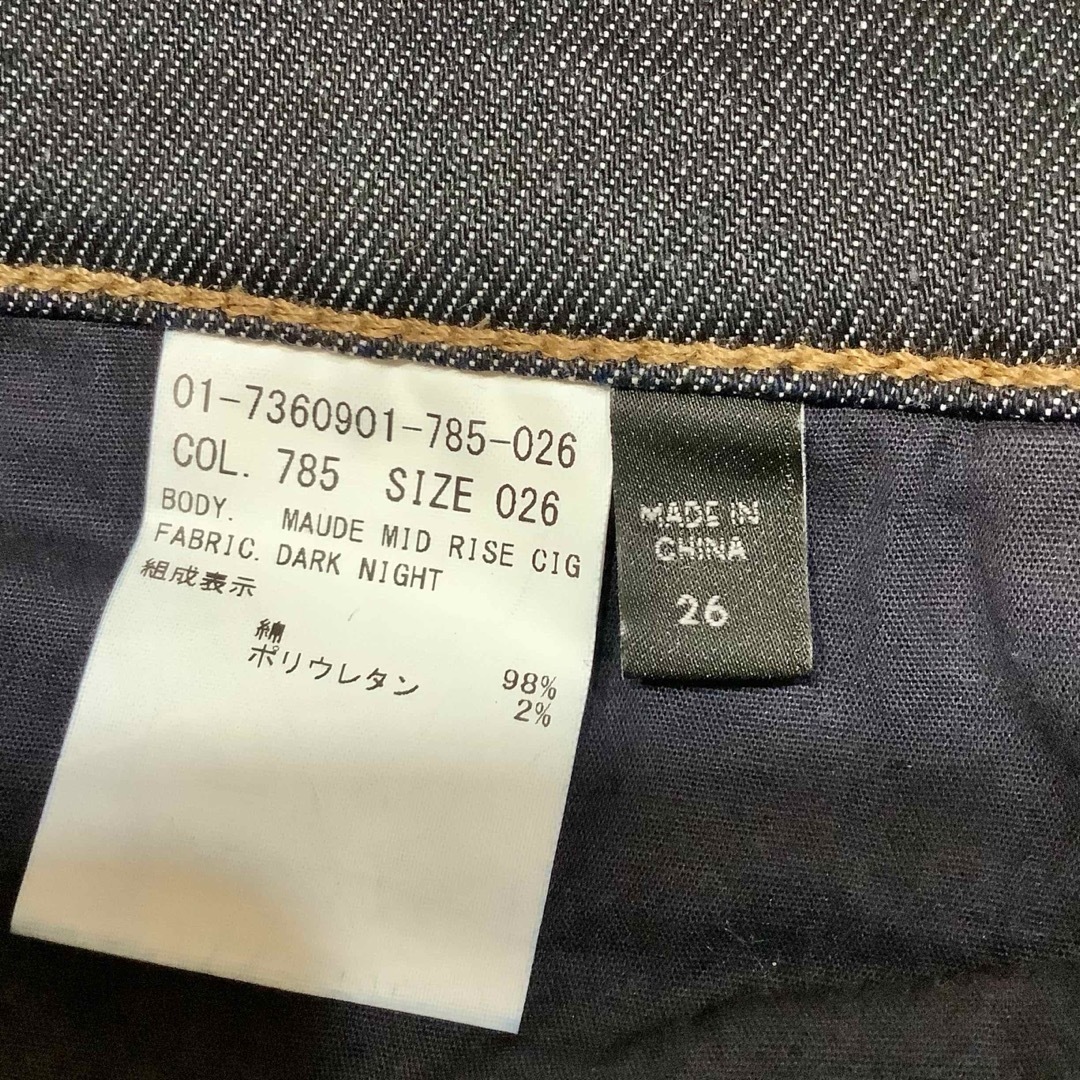 01-7360901-785-026
COL. 785 SIZE 026
BODY. MAUDE MID RISE CIG
FABRIC. DARK NIGHT
組成表示
綿 98%
ポリウレタン 2%
MADE IN
CHINA
26